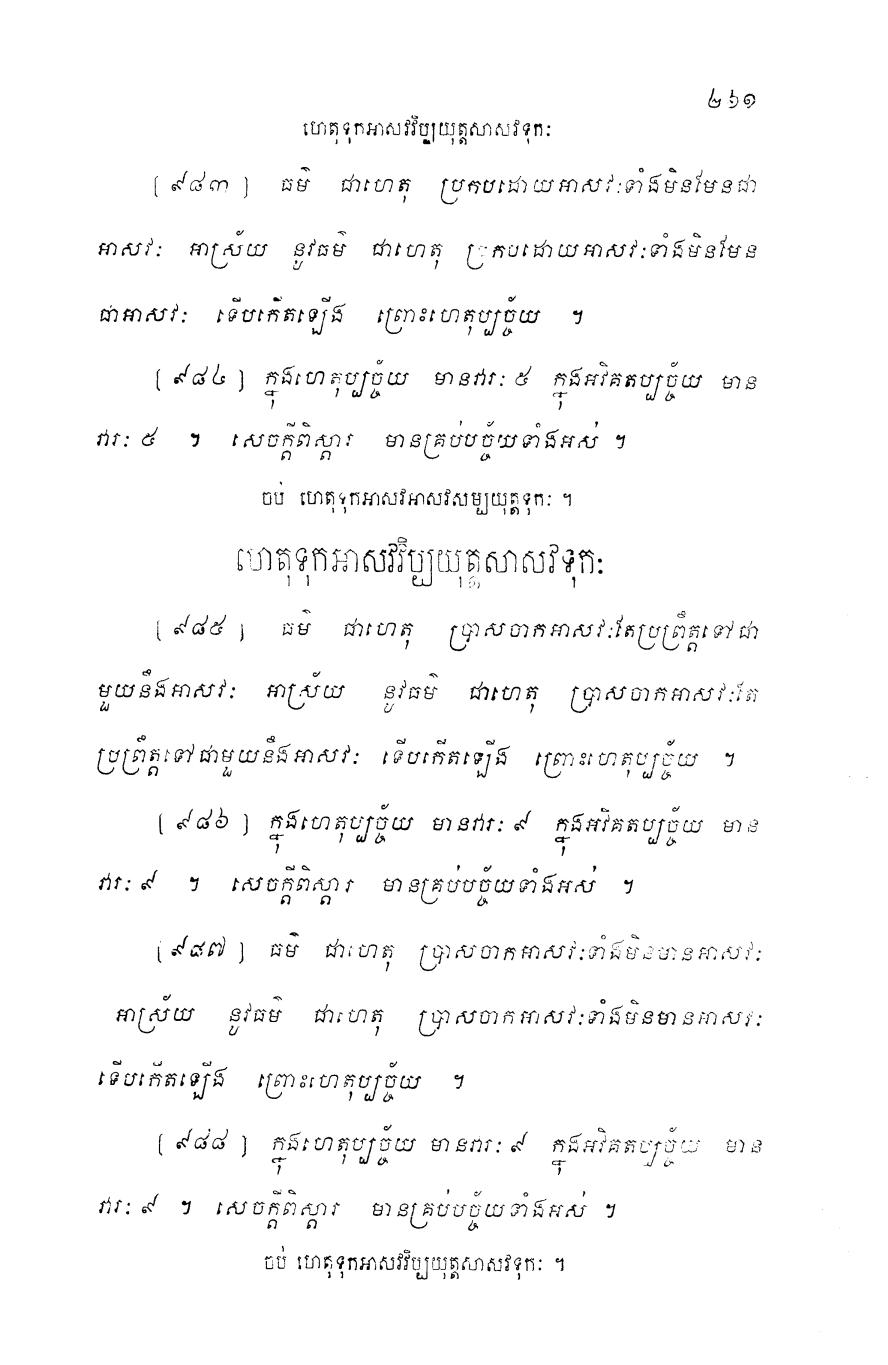 ២៦១
ហេតុទុកអាសវវិប្បយុត្តសាសវទុកៈ
[៩៨៣] ធម៌ ជាហេតុ ប្រកបដោយអាសវៈទាំងមិនមែនជា
អាសវៈ អាស្រ័យ នូវធម៌ ជាហេតុ ប្រកបដោយអាសវៈទាំងមិនមែន
ជាអាសវៈ ទើបកើតឡើង ព្រោះហេតុប្បច្ច័យ ។
[៩៨៤] ក្នុងហេតុប្បច្ច័យ មានវារៈ ៥ ក្នុងអវិគតប្បច្ច័យ មាន
វារៈ ៥ ។ សេចក្តីពិស្តារ មានគ្រប់បច្ច័យទាំងអស់ ។
ចប់ ហេតុទុកអាសវអាសវសម្បយុត្តទុកៈ ។
ហេតុទុកអាសវវិប្បយុត្តសាសវទុកៈ
[៩៨៥] ធម៌ ជាហេតុ ប្រាសចាកអាសវៈតែប្រព្រឹត្តទៅជា
មួយនឹងអាសវៈ អាស្រ័យ នូវធម៌ ជាហេតុ ប្រាសចាកអាសវៈតែ
ប្រព្រឹត្តទៅជាមួយនឹងអាសវៈ ទើបកើតឡើង ព្រោះហេតុប្បច្ច័យ ។
[៩៨៦] ក្នុងហេតុប្បច្ច័យ មានវារៈ ៩ ក្នុងអវិគតប្បច្ច័យ មាន
វារៈ ៩ ។ សេចក្តីពិស្តារ មានគ្រប់បច្ច័យទាំងអស់ ។
[៩៨៧] ធម៌ ជាហេតុ ប្រាសចាកអាសវៈទាំងមិនមានអាសវៈ
អាស្រ័យ នូវធម៌ ជាហេតុ ប្រាសចាកអាសវៈទាំងមិនមានអាសវៈ
ទើបកើតឡើង ព្រោះហេតុប្បច្ច័យ ។
[៩៨៨] ក្នុងហេតុប្បច្ច័យ មានវារៈ ៩ ក្នុងអវិគតប្បច្ច័យ មាន
វារៈ ៩ ។ សេចក្តីពិស្តារ មានគ្រប់បច្ច័យទាំងអស់ ។
ចប់ ហេតុទុកអាសវវិប្បយុត្តសាសវទុកៈ ។